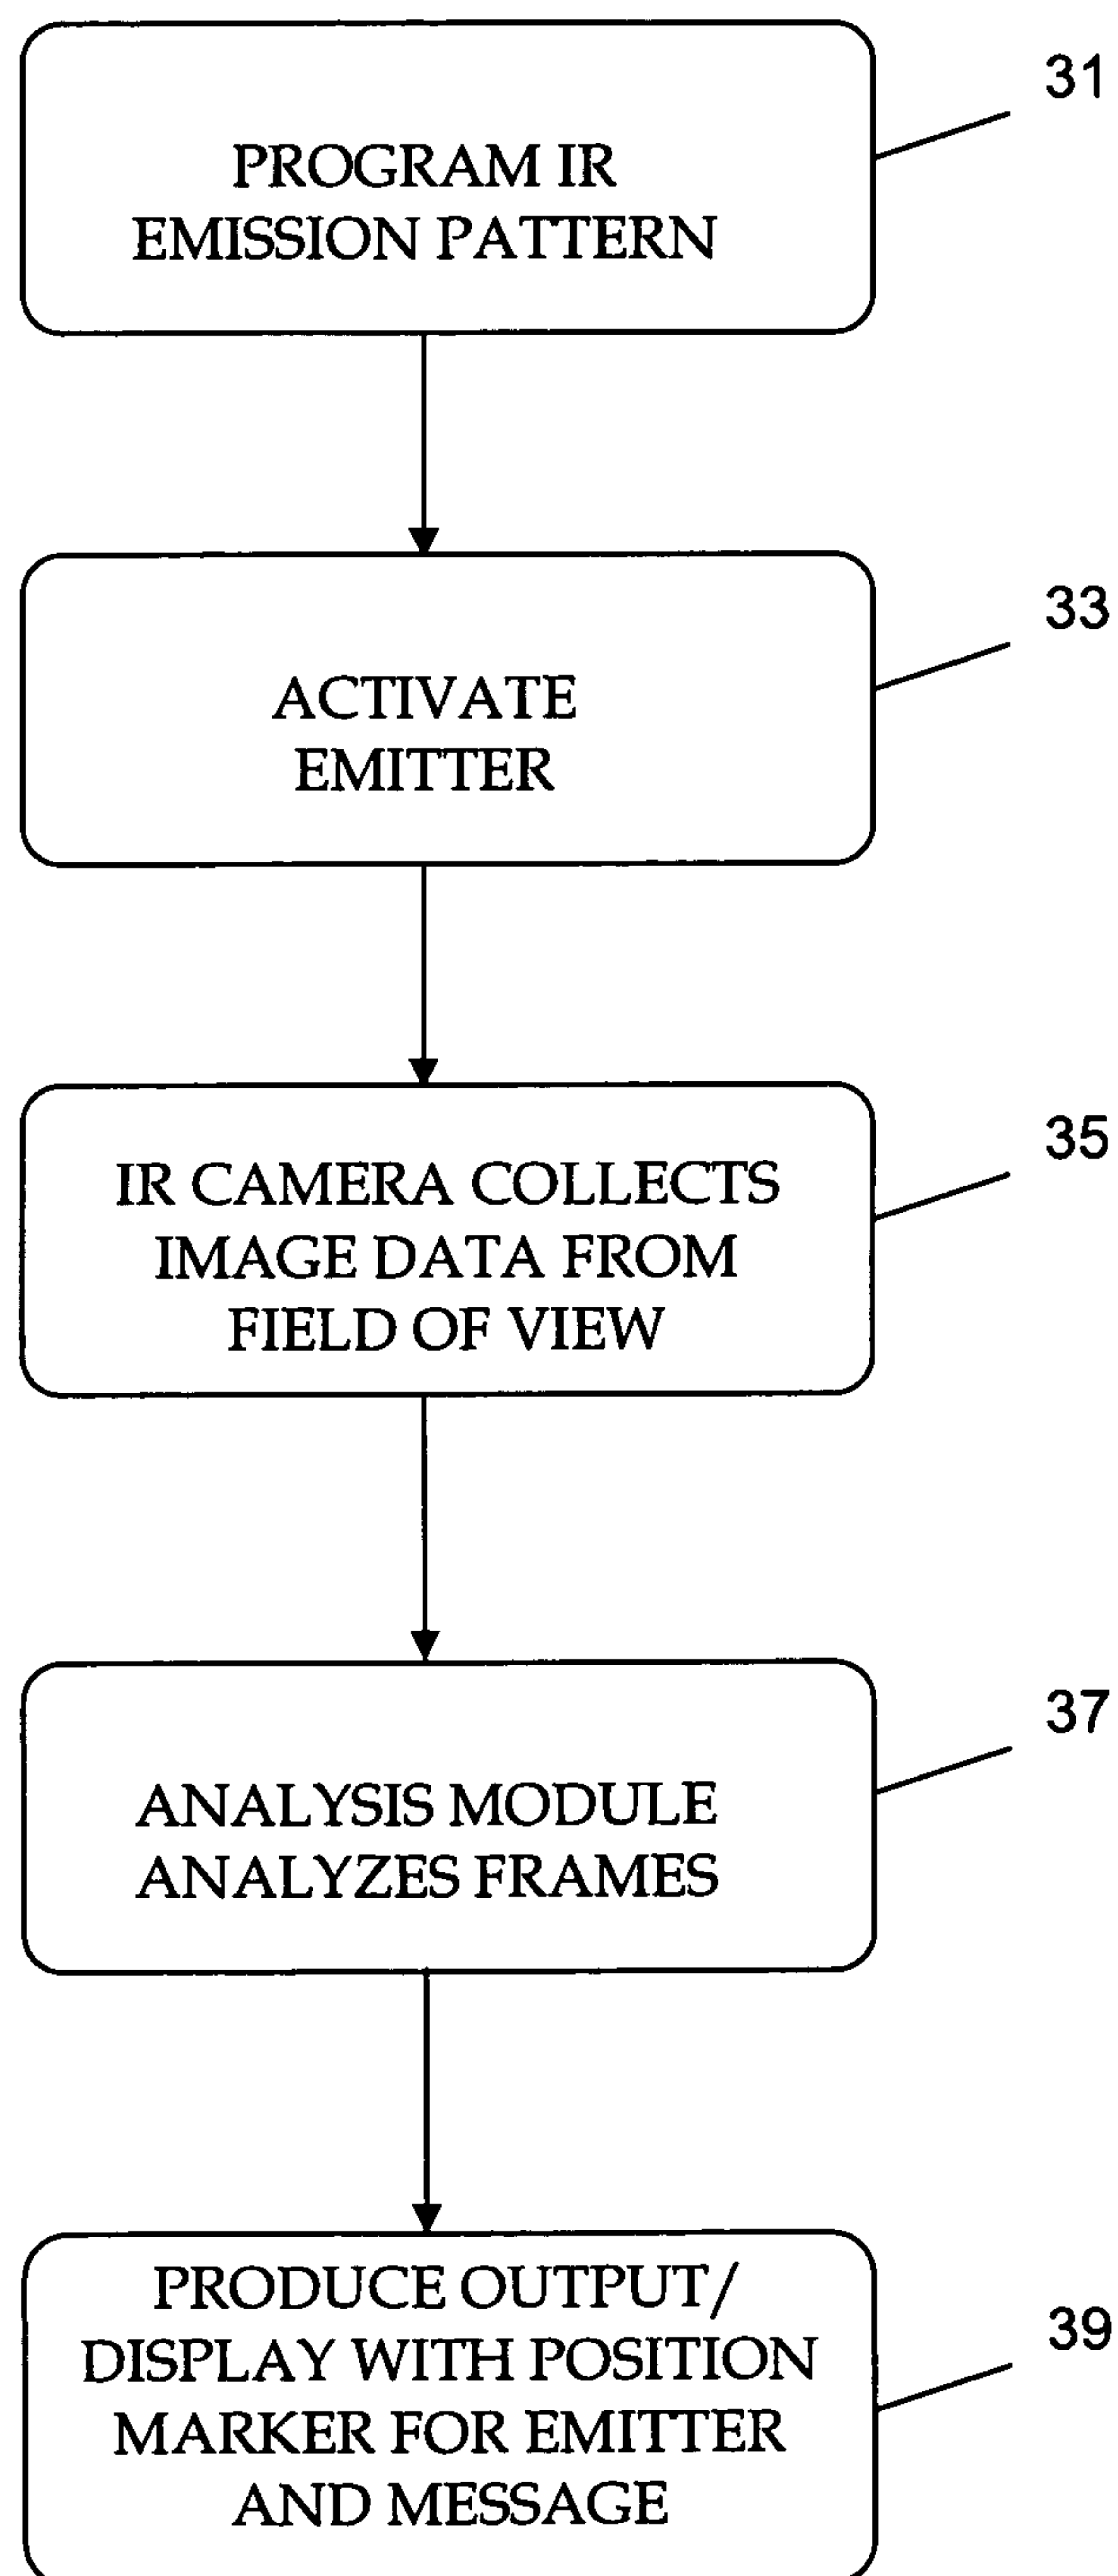 31
PROGRAM IR
EMISSION PATTERN
33
ACTIVATE
EMITTER
35
IR CAMERA COLLECTS
IMAGE DATA FROM
FIELD OF VIEW
37
ANALYSIS MODULE
ANALYZES FRAMES
39
PRODUCE OUTPUT/
DISPLAY WITH POSITION
MARKER FOR EMITTER
AND MESSAGE